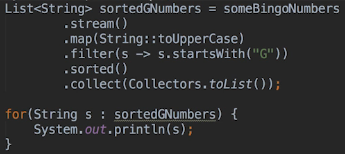 List<String> sortedGNumbers = someBingoNumbers
        .stream()
        .map(String::toUpperCase)
        .filter(s -> s.startsWith("G"))
        .sorted()
        .collect(Collectors.toList());

for(String s : sortedGNumbers) {
    System.out.println(s);
}